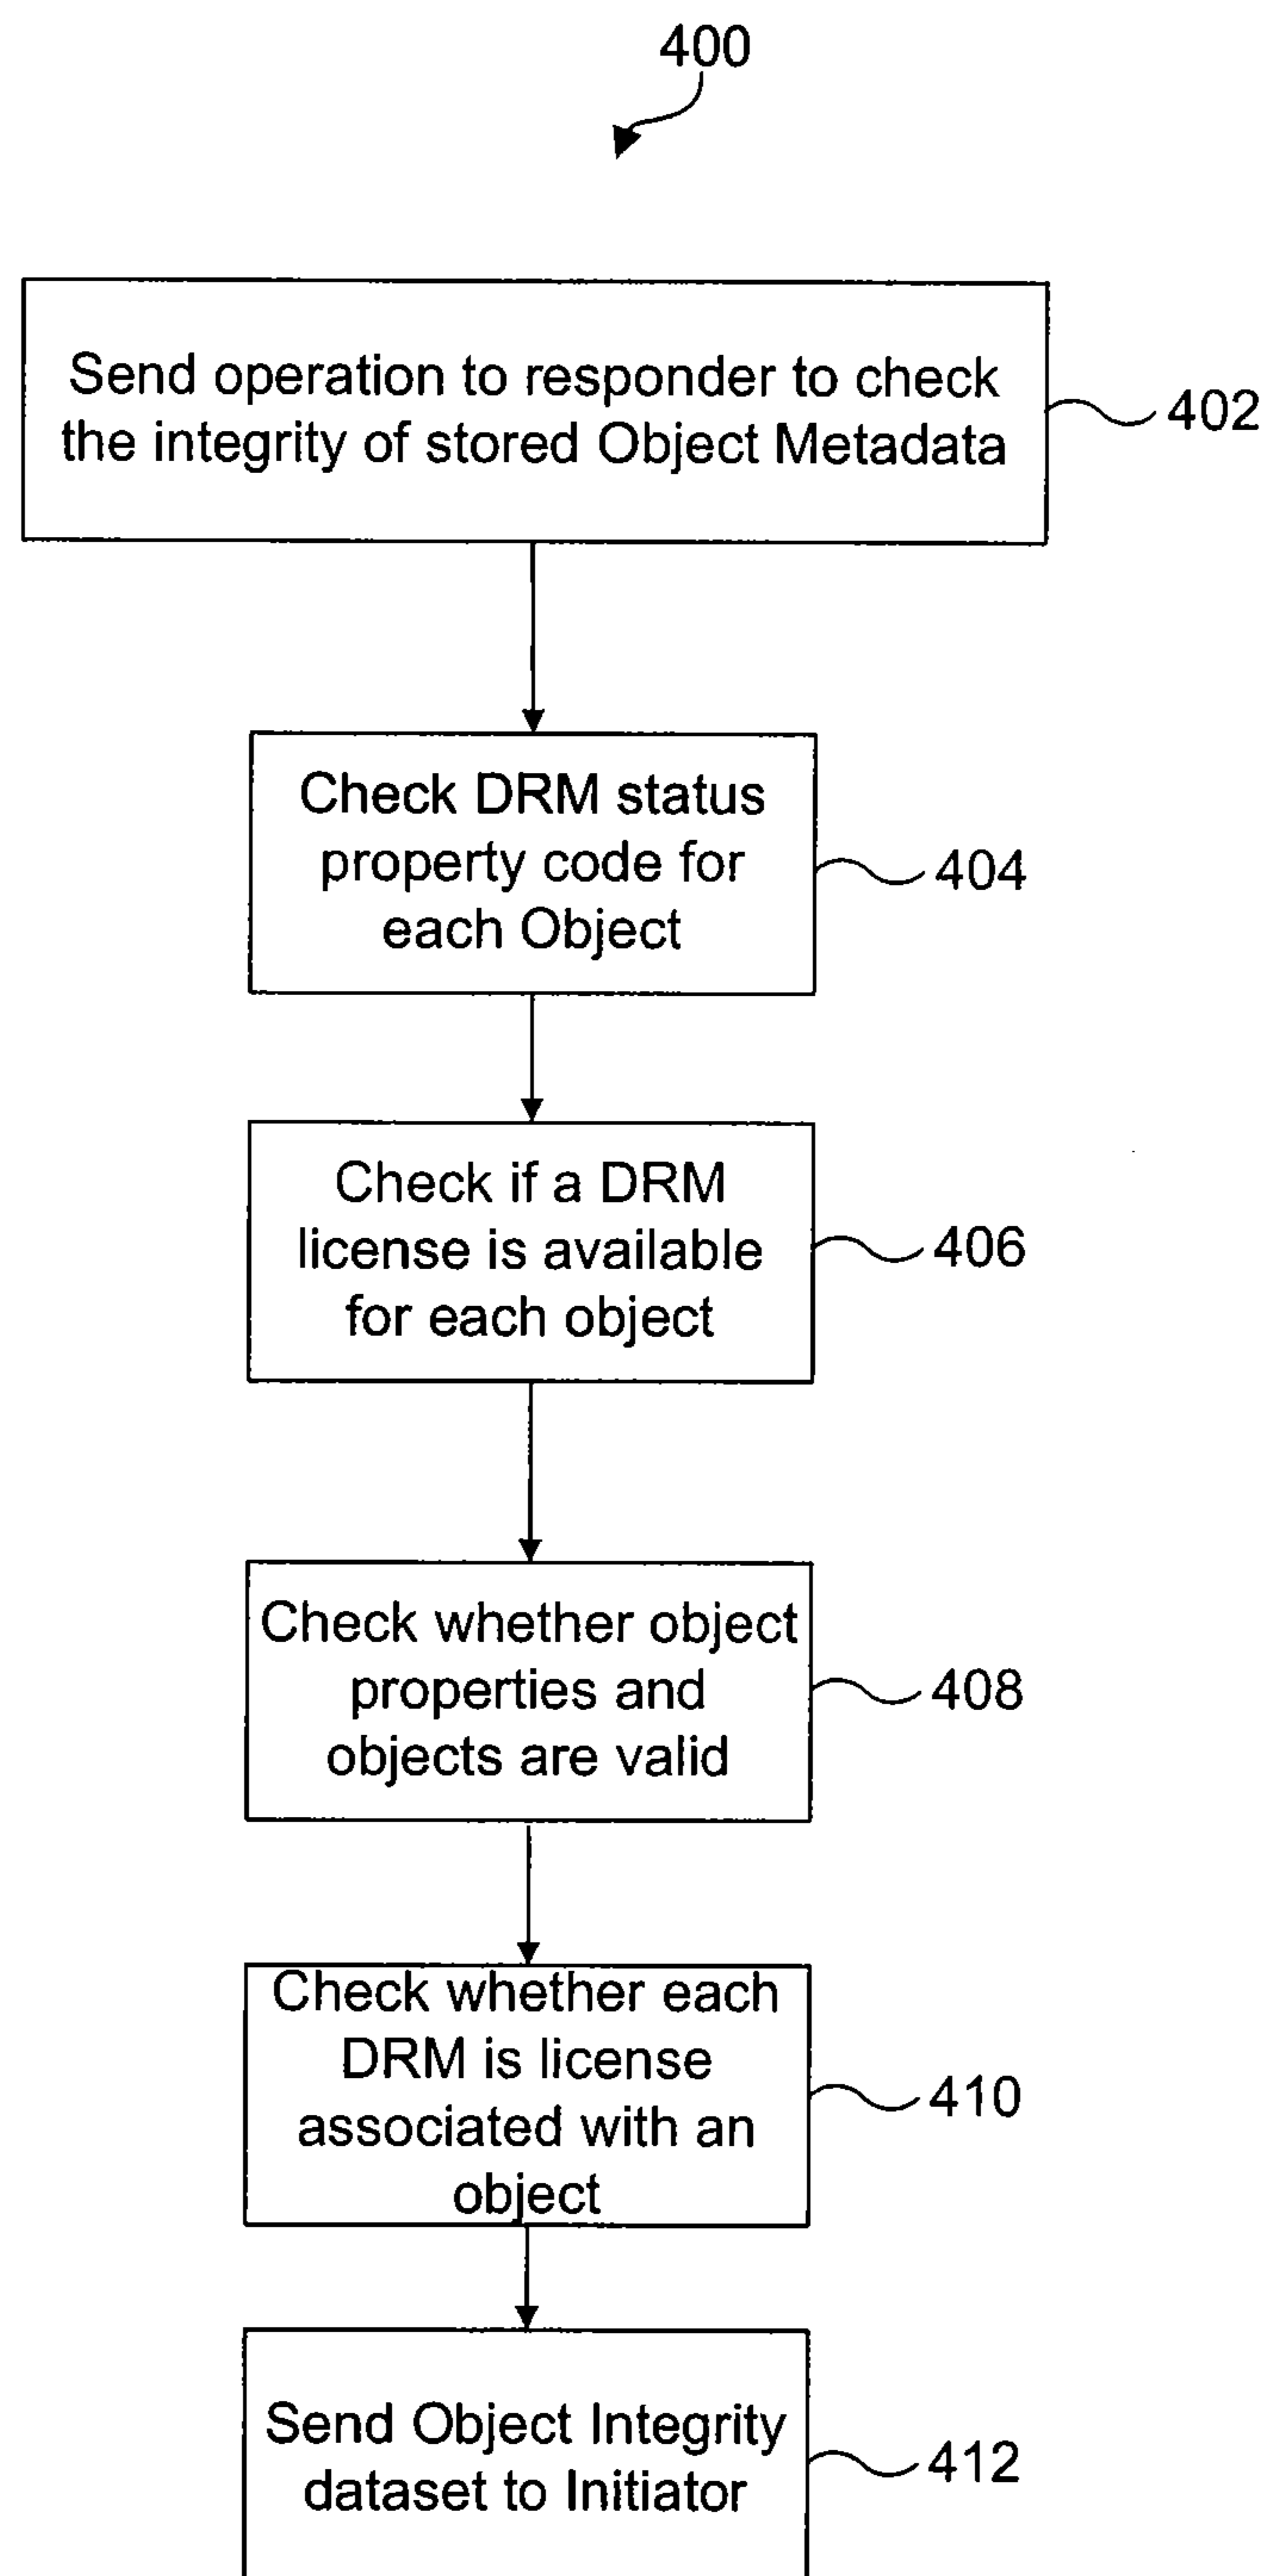 400
Send operation to responder to check
the integrity of stored Object Metadata
402
Check DRM status
property code for
each Object
404
Check if a DRM
license is available
for each object
406
Check whether object
properties and
objects are valid
408
Check whether each
DRM is license
associated with an
object
410
Send Object Integrity
dataset to Initiator
412